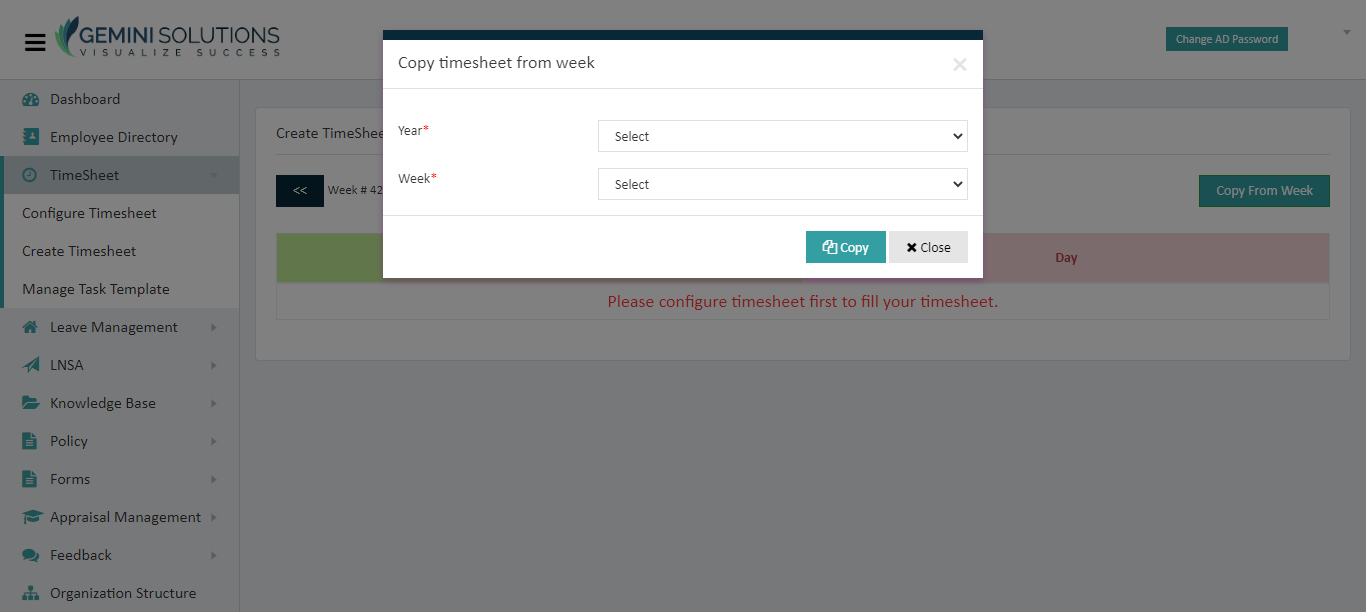 GEMINI SOLUTIONS
VISUALIZE SUCCESS
Change AD Password
Copy timesheet from week
×
Year*
Select
Week*
Select
Copy
Close
Dashboard
Employee Directory
TimeSheet
Configure Timesheet
Create Timesheet
Manage Task Template
Leave Management
LNSA
Knowledge Base
Policy
Forms
Appraisal Management
Feedback
Organization Structure
Create TimeShee
<< Week # 42
Copy From Week
Day
Please configure timesheet first to fill your timesheet.